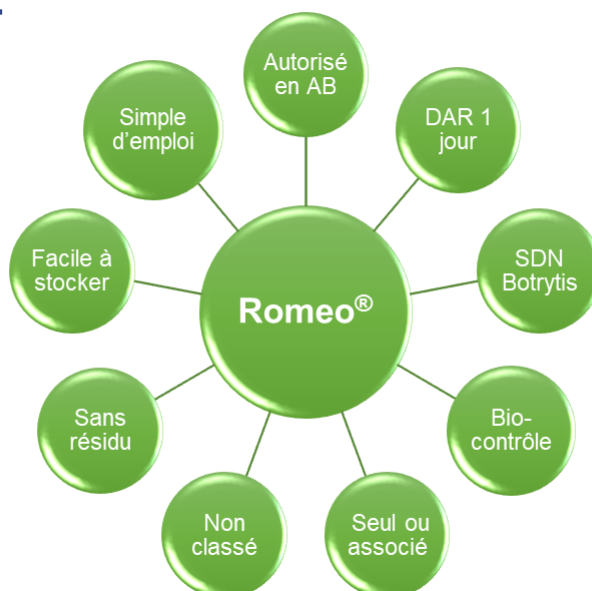 Autorisé
en AB
DAR 1
jour
SDN
Botrytis
Bio-
contrôle
Seul ou
associé
Non
classé
Sans
résidu
Facile à
stocker
Simple
d’emploi
Romeo®